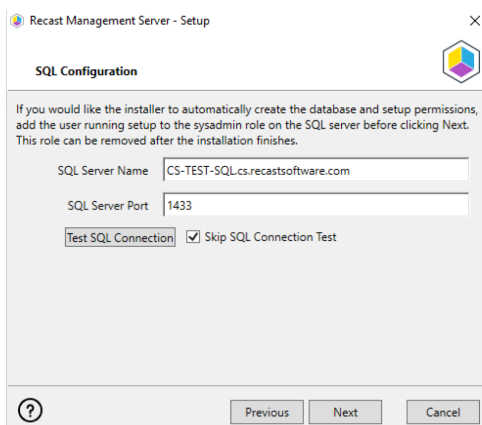 Recast Management Server - Setup
SQL Configuration
If you would like the installer to automatically create the database and setup permissions,
add the user running setup to the sysadmin role on the SQL server before clicking Next.
This role can be removed after the installation finishes.
SQL Server Name CS-TEST-SQL.cs.recastsoftware.com
SQL Server Port 1433
Test SQL Connection Skip SQL Connection Test
? Previous Next Cancel